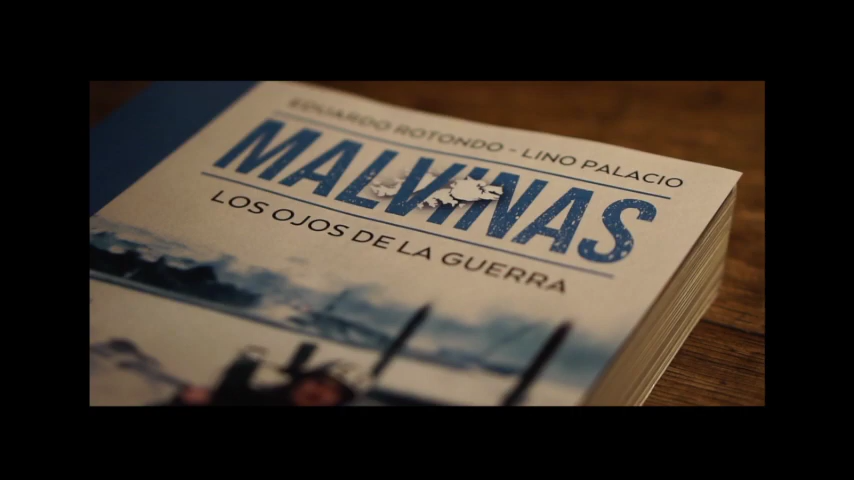 EDUARDO ROTONDO - LINO PALACIO
MALVINAS
LOS OJOS DE LA GUERRA